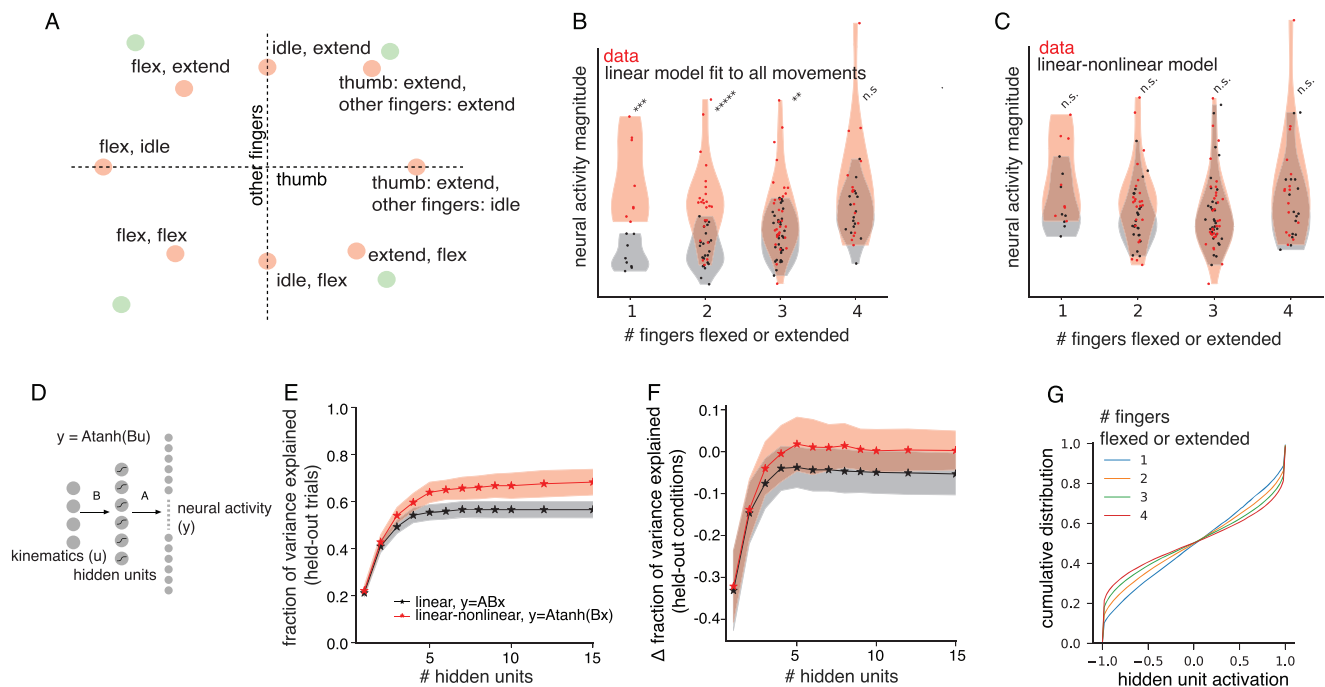 A
idle, extend
flex, extend
thumb: extend,
other fingers: extend
flex, idle
other fingers
thumb
thumb: extend,
other fingers: idle
flex, flex
extend, flex
idle, flex
B
data
linear model fit to all movements
***
*****
**
n.s
neural activity magnitude
1 2 3 4
# fingers flexed or extended
C
data
linear-nonlinear model
n.s.
n.s.
n.s.
n.s.
neural activity magnitude
1 2 3 4
# fingers flexed or extended
D
y = Atanh(Bu)
B
A
neural activity
(y)
kinematics (u)
hidden units
E
fraction of variance explained
(held-out trials)
1.0
0.8
0.6
0.4
0.2
0.0
linear, y=ABx
linear-nonlinear, y=Atanh(Bx)
5 10 15
# hidden units
F
Δ fraction of variance explained
(held-out conditions)
0.1
0.0
-0.1
-0.2
-0.3
-0.4
5 10 15
# hidden units
G
# fingers
flexed or extended
1
2
3
4
cumulative distribution
1.0
0.8
0.6
0.4
0.2
0.0
−1.0 −0.5 0.0 0.5 1.0
hidden unit activation